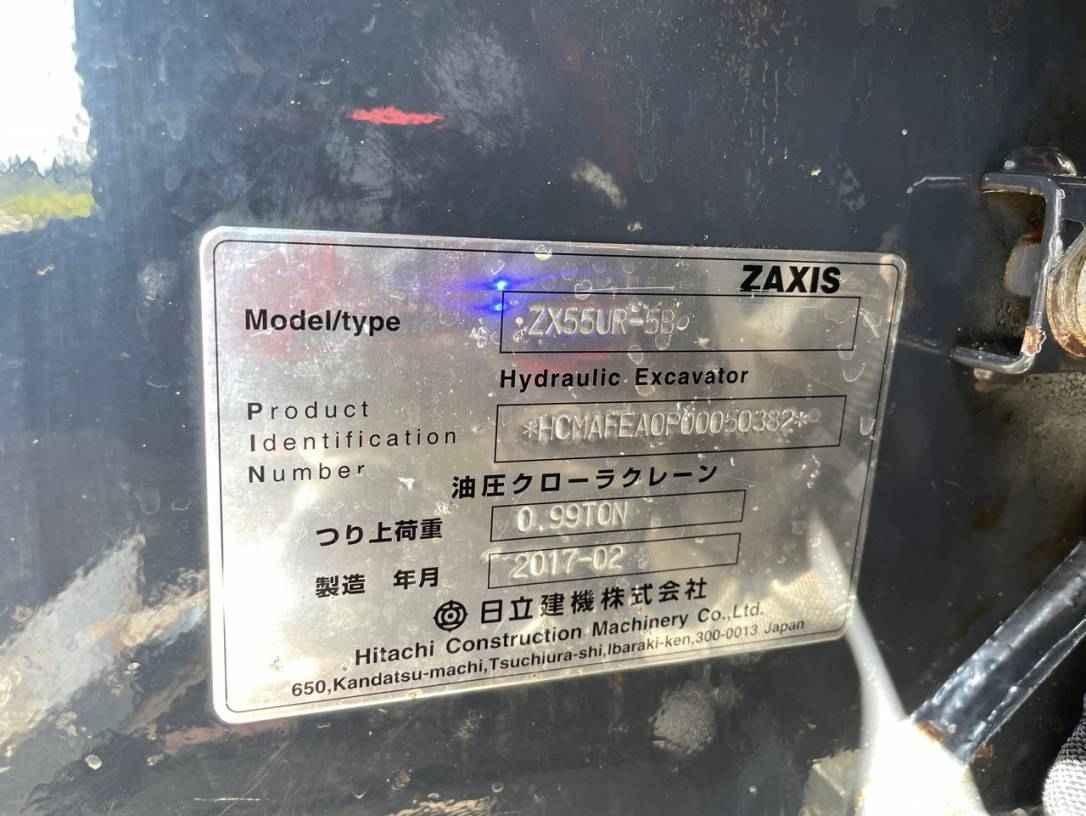 ZAXIS
Model/type ZX55UR-5B
Hydraulic Excavator
Product
Identification *HCMAFEA0P00050382*
Number
油圧クローラクレーン
つり上荷重 0.99TON
製造 年月 2017-02
日立建機株式会社
Hitachi Construction Machinery Co.,Ltd.
650,Kandatsu-machi,Tsuchiura-shi,Ibaraki-ken,300-0013 Japan